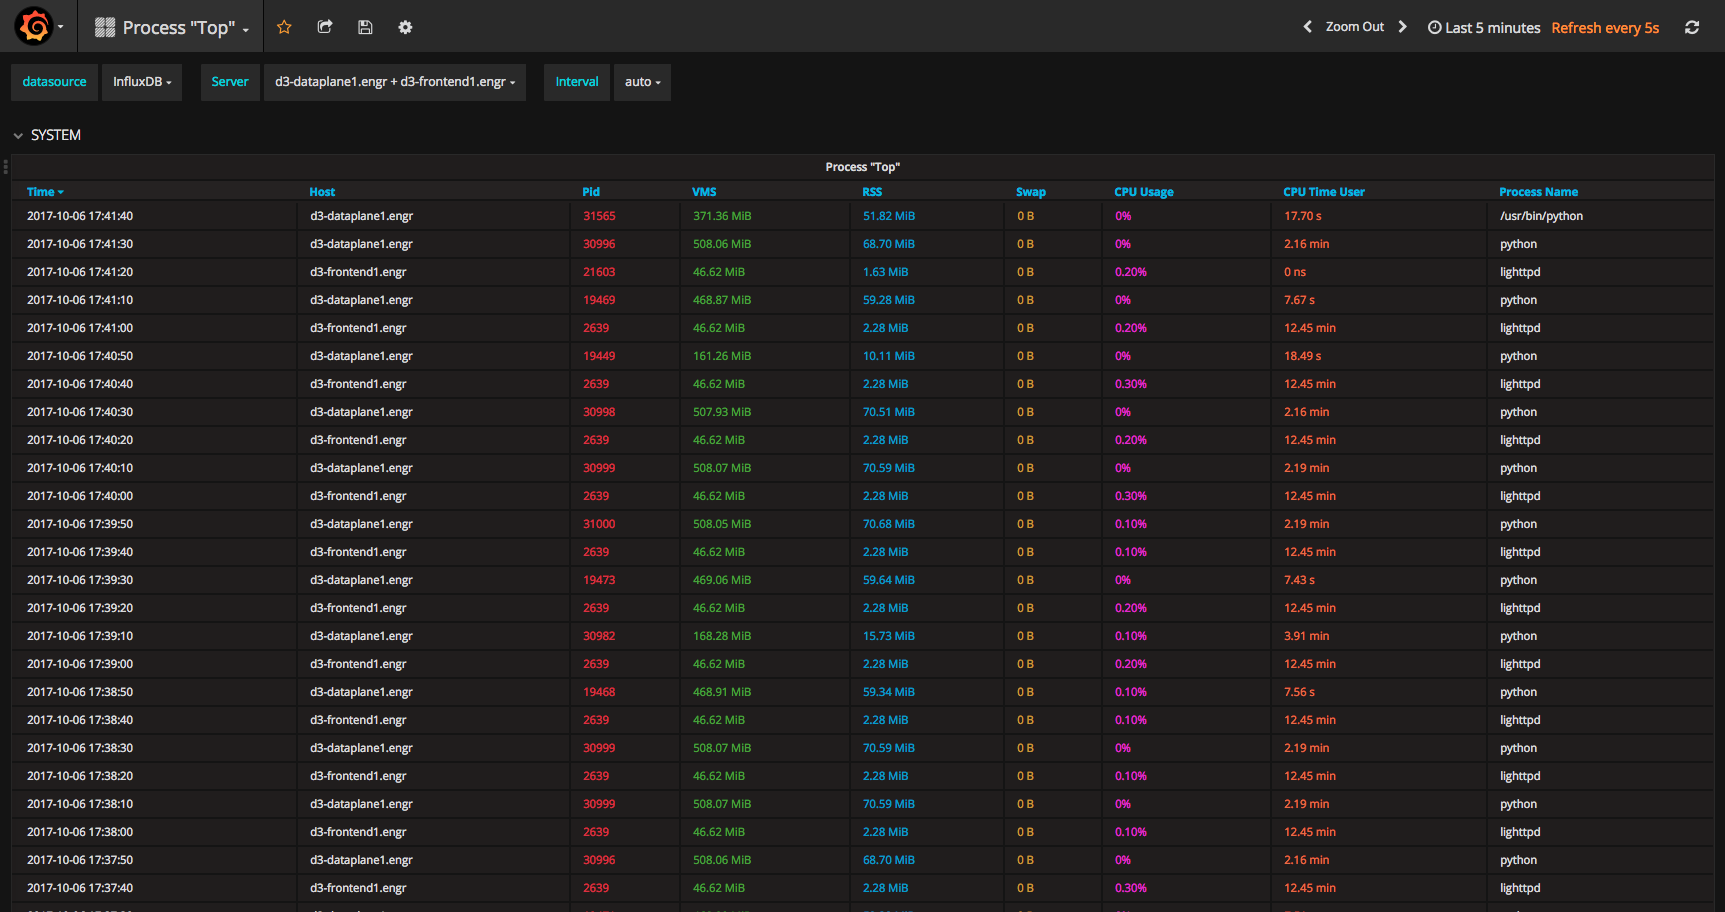 Process "Top" Zoom Out Last 5 minutes Refresh every 5s
datasource InfluxDB Server d3-dataplane1.engr + d3-frontend1.engr Interval auto
SYSTEM
Process "Top"
Time Host Pid VMS RSS Swap CPU Usage CPU Time User Process Name
2017-10-06 17:41:40 d3-dataplane1.engr 31565 371.36 MiB 51.82 MiB 0 B 0% 17.70 s /usr/bin/python
2017-10-06 17:41:30 d3-dataplane1.engr 30996 508.06 MiB 68.70 MiB 0 B 0% 2.16 min python
2017-10-06 17:41:20 d3-frontend1.engr 21603 46.62 MiB 1.63 MiB 0 B 0.20% 0 ns lighttpd
2017-10-06 17:41:10 d3-dataplane1.engr 19469 468.87 MiB 59.28 MiB 0 B 0% 7.67 s python
2017-10-06 17:41:00 d3-frontend1.engr 2639 46.62 MiB 2.28 MiB 0 B 0.20% 12.45 min lighttpd
2017-10-06 17:40:50 d3-dataplane1.engr 19449 161.26 MiB 10.11 MiB 0 B 0% 18.49 s python
2017-10-06 17:40:40 d3-frontend1.engr 2639 46.62 MiB 2.28 MiB 0 B 0.30% 12.45 min lighttpd
2017-10-06 17:40:30 d3-dataplane1.engr 30998 507.93 MiB 70.51 MiB 0 B 0% 2.16 min python
2017-10-06 17:40:20 d3-frontend1.engr 2639 46.62 MiB 2.28 MiB 0 B 0.20% 12.45 min lighttpd
2017-10-06 17:40:10 d3-dataplane1.engr 30999 508.07 MiB 70.59 MiB 0 B 0% 2.19 min python
2017-10-06 17:40:00 d3-frontend1.engr 2639 46.62 MiB 2.28 MiB 0 B 0.30% 12.45 min lighttpd
2017-10-06 17:39:50 d3-dataplane1.engr 31000 508.05 MiB 70.68 MiB 0 B 0.10% 2.19 min python
2017-10-06 17:39:40 d3-frontend1.engr 2639 46.62 MiB 2.28 MiB 0 B 0.10% 12.45 min lighttpd
2017-10-06 17:39:30 d3-dataplane1.engr 19473 469.06 MiB 59.64 MiB 0 B 0% 7.43 s python
2017-10-06 17:39:20 d3-frontend1.engr 2639 46.62 MiB 2.28 MiB 0 B 0.20% 12.45 min lighttpd
2017-10-06 17:39:10 d3-dataplane1.engr 30982 168.28 MiB 15.73 MiB 0 B 0.10% 3.91 min python
2017-10-06 17:39:00 d3-frontend1.engr 2639 46.62 MiB 2.28 MiB 0 B 0.20% 12.45 min lighttpd
2017-10-06 17:38:50 d3-dataplane1.engr 19468 468.91 MiB 59.34 MiB 0 B 0.10% 7.56 s python
2017-10-06 17:38:40 d3-frontend1.engr 2639 46.62 MiB 2.28 MiB 0 B 0.10% 12.45 min lighttpd
2017-10-06 17:38:30 d3-dataplane1.engr 30999 508.07 MiB 70.59 MiB 0 B 0% 2.19 min python
2017-10-06 17:38:20 d3-frontend1.engr 2639 46.62 MiB 2.28 MiB 0 B 0.10% 12.45 min lighttpd
2017-10-06 17:38:10 d3-dataplane1.engr 30999 508.07 MiB 70.59 MiB 0 B 0% 2.19 min python
2017-10-06 17:38:00 d3-frontend1.engr 2639 46.62 MiB 2.28 MiB 0 B 0.10% 12.45 min lighttpd
2017-10-06 17:37:50 d3-dataplane1.engr 30996 508.06 MiB 68.70 MiB 0 B 0% 2.16 min python
2017-10-06 17:37:40 d3-frontend1.engr 2639 46.62 MiB 2.28 MiB 0 B 0.30% 12.45 min lighttpd